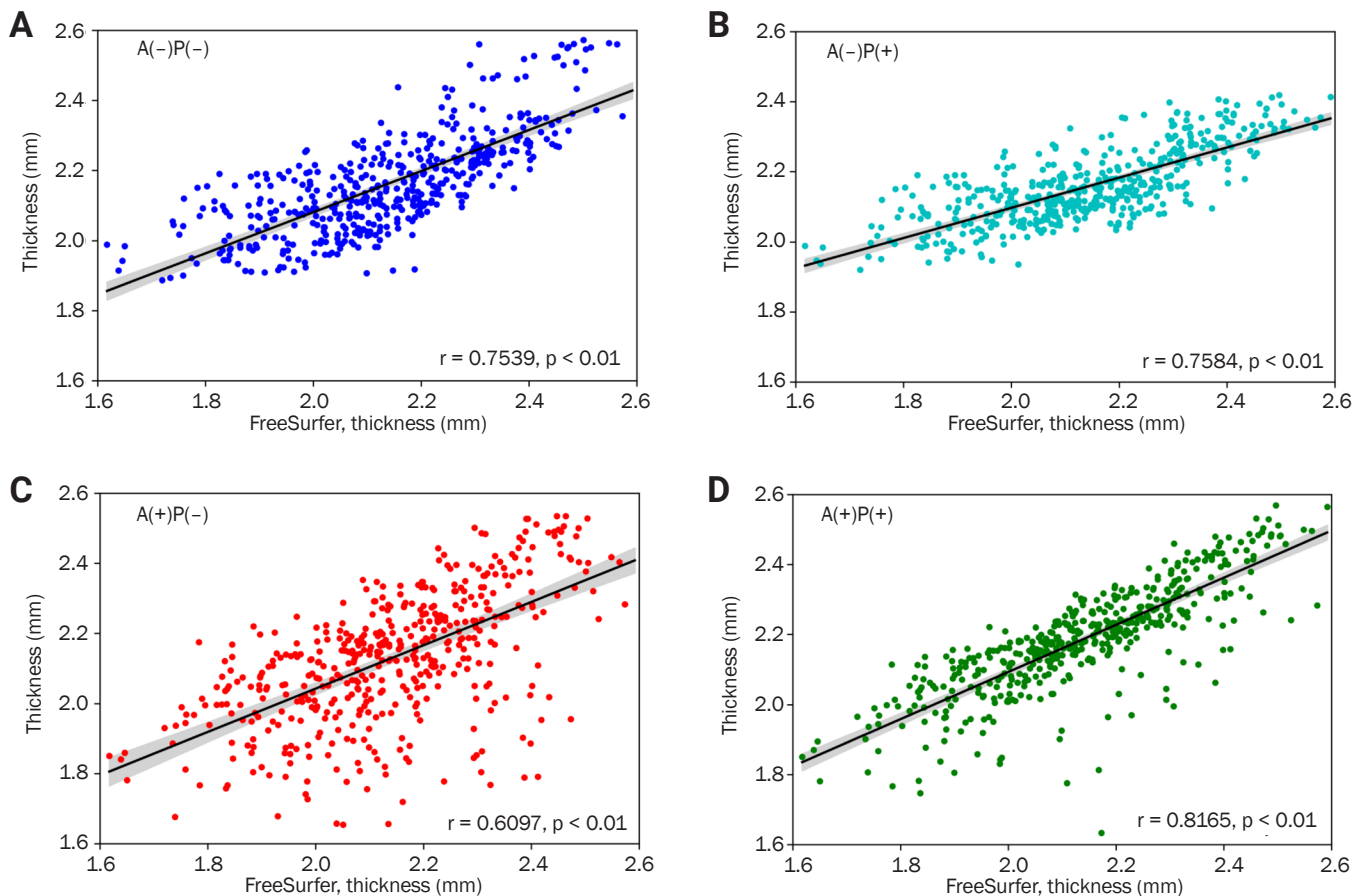 A
A(−)P(−)
Thickness (mm)
2.6
2.4
2.2
2.0
1.8
1.6
r = 0.7539, p < 0.01
1.6 1.8 2.0 2.2 2.4 2.6
FreeSurfer, thickness (mm)
B
A(−)P(+)
Thickness (mm)
2.6
2.4
2.2
2.0
1.8
1.6
r = 0.7584, p < 0.01
1.6 1.8 2.0 2.2 2.4 2.6
FreeSurfer, thickness (mm)
C
A(+)P(−)
Thickness (mm)
2.6
2.4
2.2
2.0
1.8
1.6
r = 0.6097, p < 0.01
1.6 1.8 2.0 2.2 2.4 2.6
FreeSurfer, thickness (mm)
D
A(+)P(+)
Thickness (mm)
2.6
2.4
2.2
2.0
1.8
1.6
r = 0.8165, p < 0.01
1.6 1.8 2.0 2.2 2.4 2.6
FreeSurfer, thickness (mm)